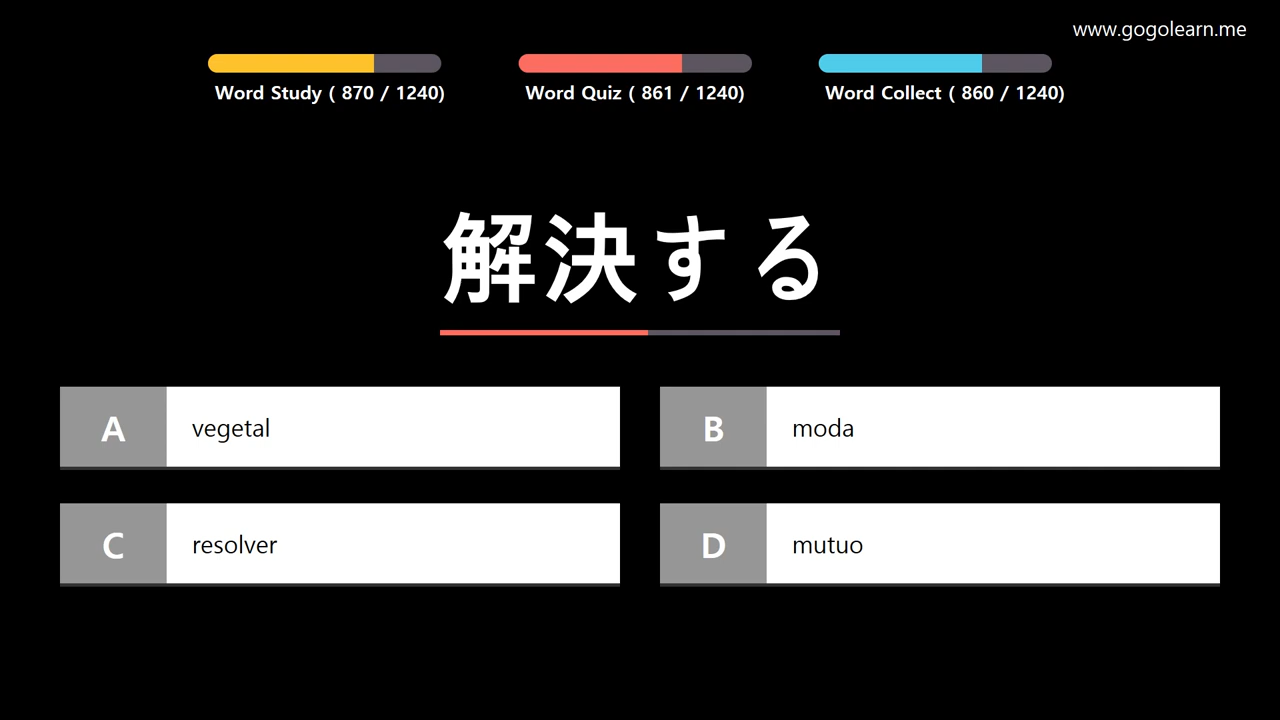 www.gogolearn.me
Word Study ( 870 / 1240)
Word Quiz ( 861 / 1240)
Word Collect ( 860 / 1240)
解決する
A vegetal
B moda
C resolver
D mutuo